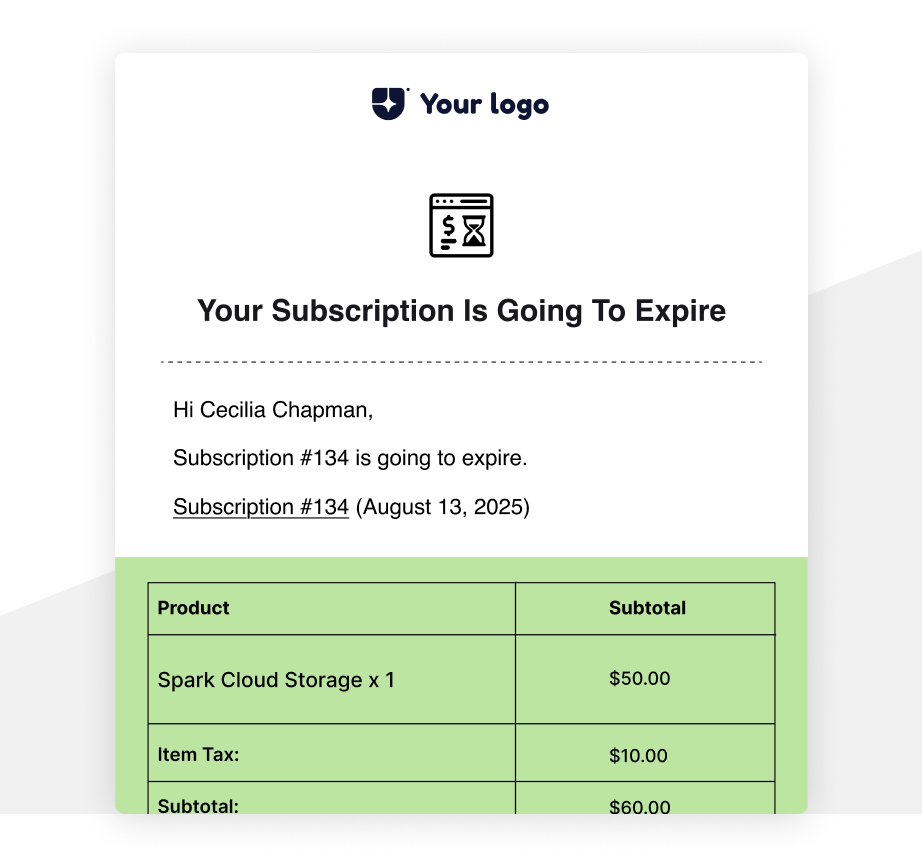 Your logo
$
Your Subscription Is Going To Expire
Hi Cecilia Chapman,
Subscription #134 is going to expire.
Subscription #134 (August 13, 2025)
Product Subtotal
Spark Cloud Storage x 1 $50.00
Item Tax: $10.00
Subtotal: $60.00